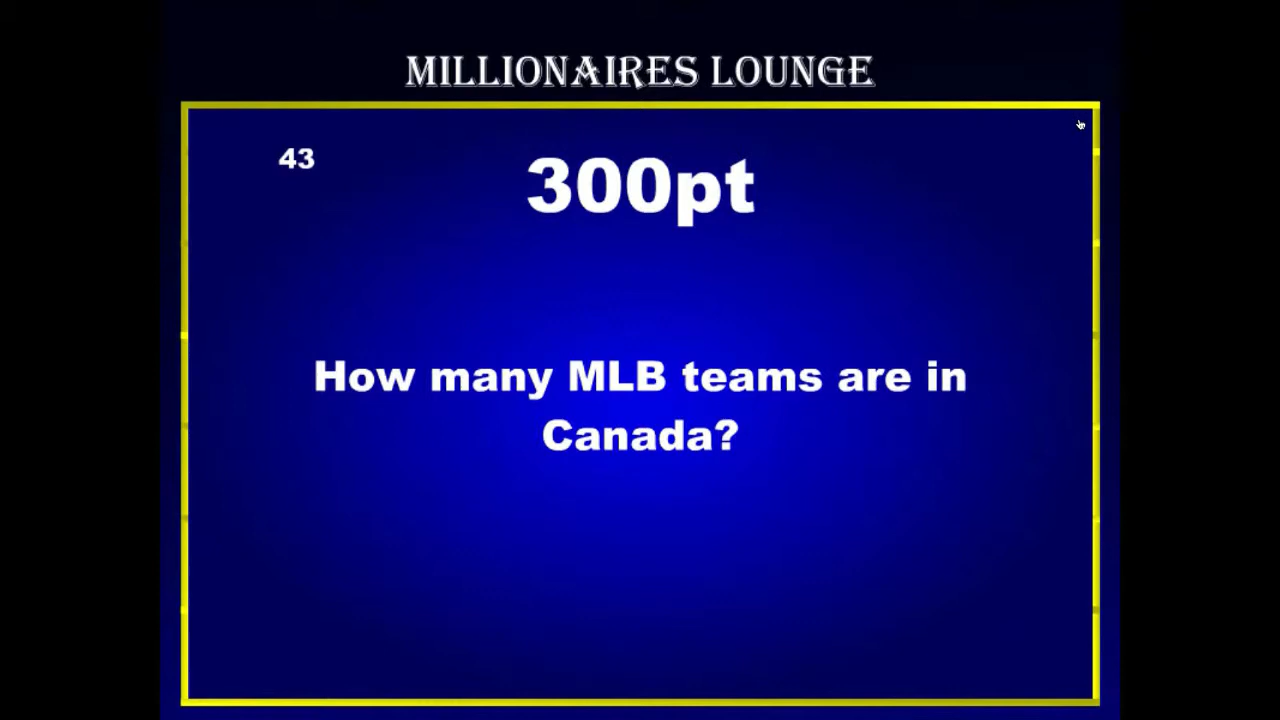 MILLIONAIRES LOUNGE
43
300pt
How many MLB teams are in
Canada?